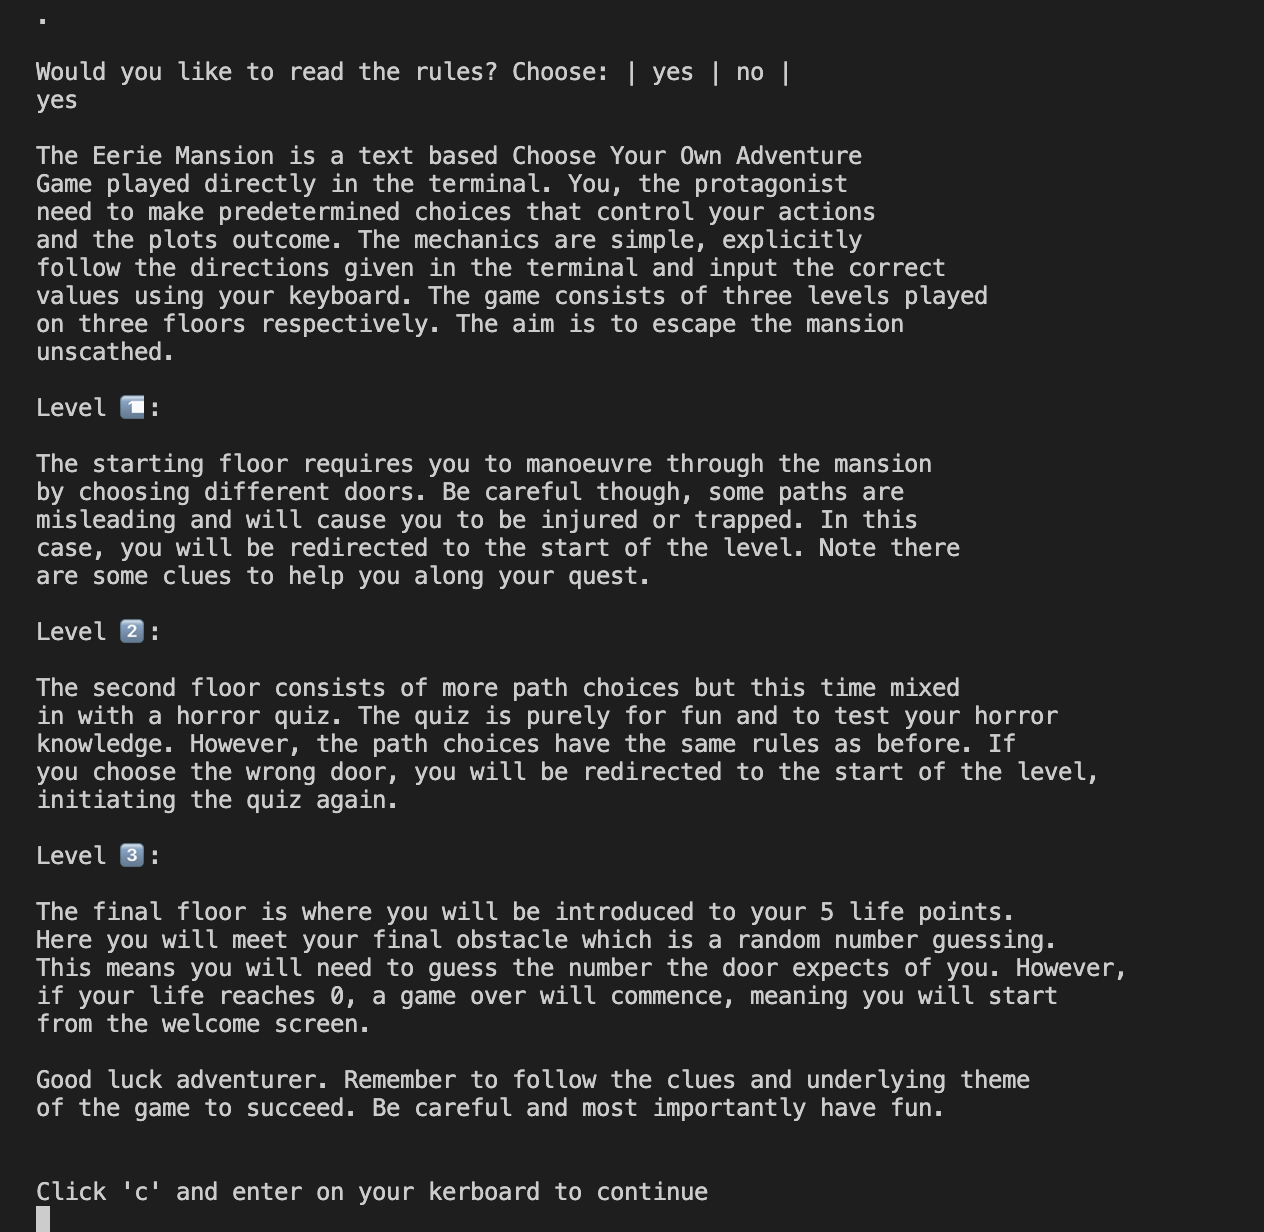 .
Would you like to read the rules? Choose: | yes | no |
yes
The Eerie Mansion is a text based Choose Your Own Adventure
Game played directly in the terminal. You, the protagonist
need to make predetermined choices that control your actions
and the plots outcome. The mechanics are simple, explicitly
follow the directions given in the terminal and input the correct
values using your keyboard. The game consists of three levels played
on three floors respectively. The aim is to escape the mansion
unscathed.
Level 1️⃣:
The starting floor requires you to manoeuvre through the mansion
by choosing different doors. Be careful though, some paths are
misleading and will cause you to be injured or trapped. In this
case, you will be redirected to the start of the level. Note there
are some clues to help you along your quest.
Level 2️⃣:
The second floor consists of more path choices but this time mixed
in with a horror quiz. The quiz is purely for fun and to test your horror
knowledge. However, the path choices have the same rules as before. If
you choose the wrong door, you will be redirected to the start of the level,
initiating the quiz again.
Level 3️⃣:
The final floor is where you will be introduced to your 5 life points.
Here you will meet your final obstacle which is a random number guessing.
This means you will need to guess the number the door expects of you. However,
if your life reaches 0, a game over will commence, meaning you will start
from the welcome screen.
Good luck adventurer. Remember to follow the clues and underlying theme
of the game to succeed. Be careful and most importantly have fun.
Click 'c' and enter on your kerboard to continue